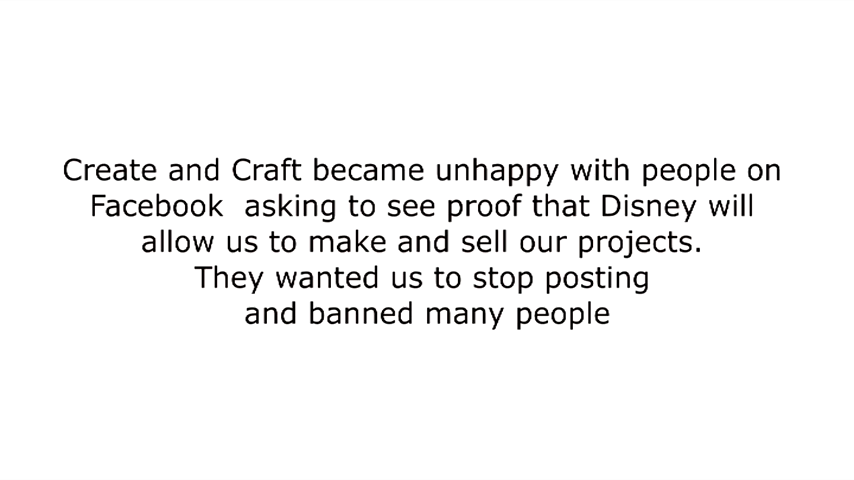 Create and Craft became unhappy with people on
Facebook  asking to see proof that Disney will
allow us to make and sell our projects.
They wanted us to stop posting
and banned many people